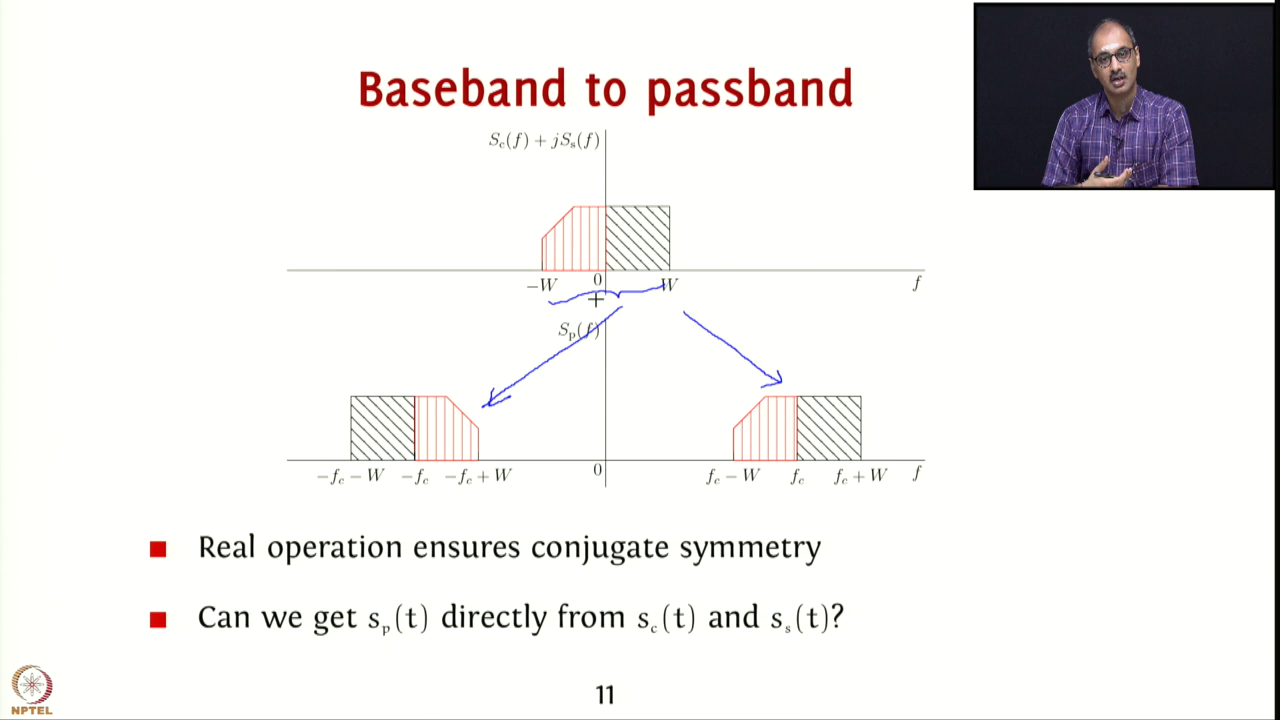 Baseband to passband
S_c(f) + jS_s(f)
−W 0 W f
S_p(f)
−f_c − W −f_c −f_c + W 0 f_c − W f_c f_c + W f
Real operation ensures conjugate symmetry
Can we get s_p(t) directly from s_c(t) and s_s(t)?
11
NPTEL